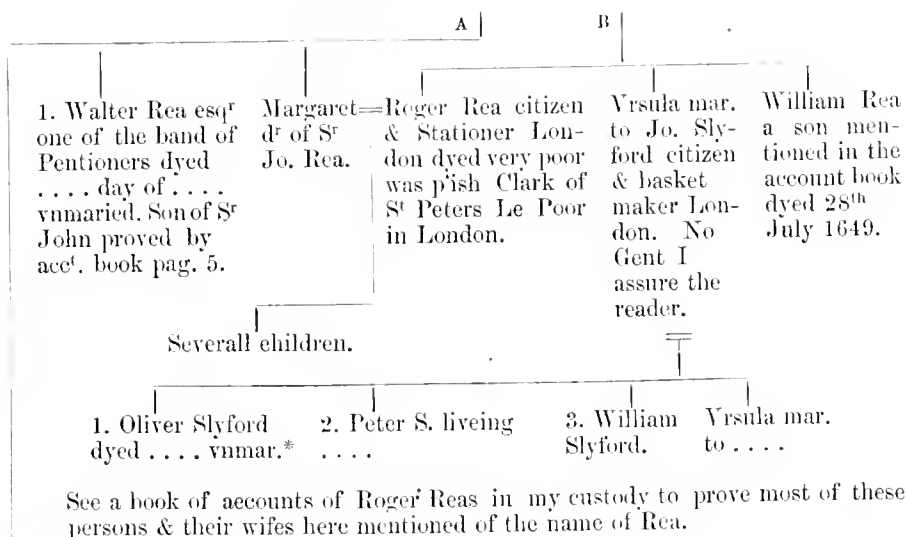 A B
1. Walter Rea esqʳ
one of the band of
Pentioners dyed
. . . . day of . . . .
vnmaried. Son of Sʳ
John proved by
accᵗ. book pag. 5.
Margaret=
dʳ of Sʳ
Jo. Rea.
Roger Rea citizen
& Stationer Lon-
don dyed very poor
was p'ish Clark of
Sᵗ Peters Le Poor
in London.
Vrsula mar.
to Jo. Sly-
ford citizen
& basket
maker Lon-
don. No
Gent I
assure the
reader.
William Rea
a son men-
tioned in the
account book
dyed 28ᵗʰ
July 1649.
Severall children.
1. Oliver Slyford
dyed . . . . vnmar.*
2. Peter S. liveing
. . . .
3. William
Slyford.
Vrsula mar.
to . . . .
See a book of accounts of Roger Reas in my custody to prove most of these
persons & their wifes here mentioned of the name of Rea.